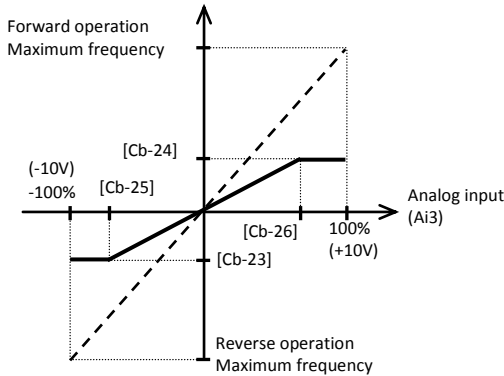 Forward operation
Maximum frequency
[Cb-24]
(-10V)
-100%
[Cb-25]
Analog input
(Ai3)
[Cb-26]
100%
(+10V)
[Cb-23]
Reverse operation
Maximum frequency